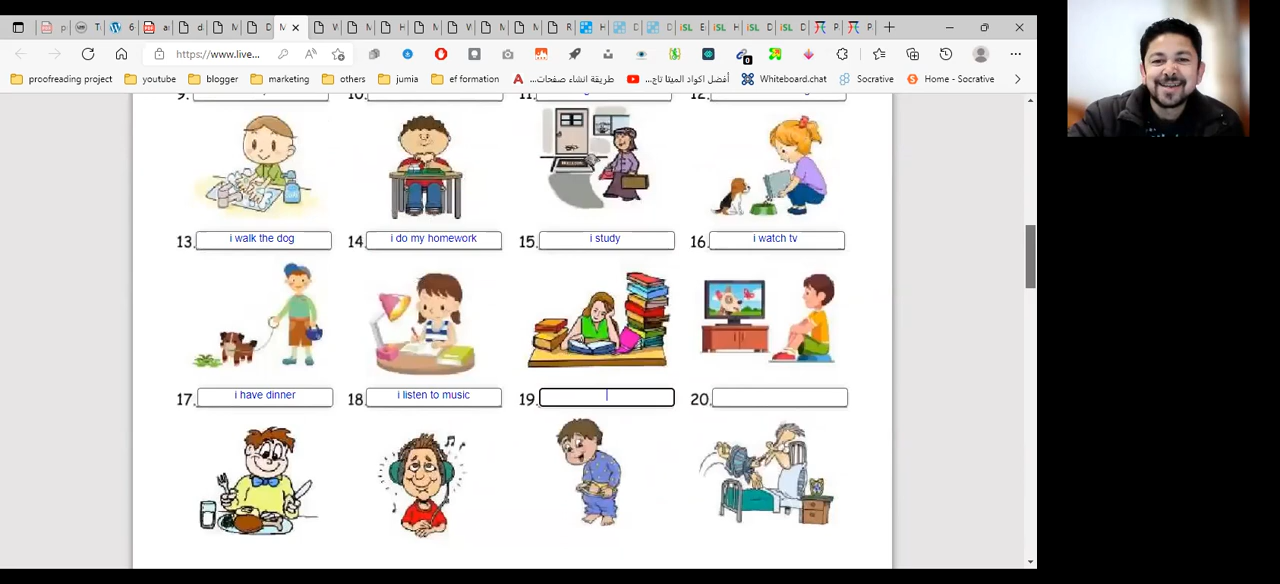 https://www.live...
proofreading project youtube blogger marketing others jumia ef formation طريقة انشاء صفحات... أفضل اكواد الميتا تاج... Whiteboard.chat Socrative Home - Socrative
13. i walk the dog 14. i do my homework 15. i study 16. i watch tv
17. i have dinner 18. i listen to music 19. 20.